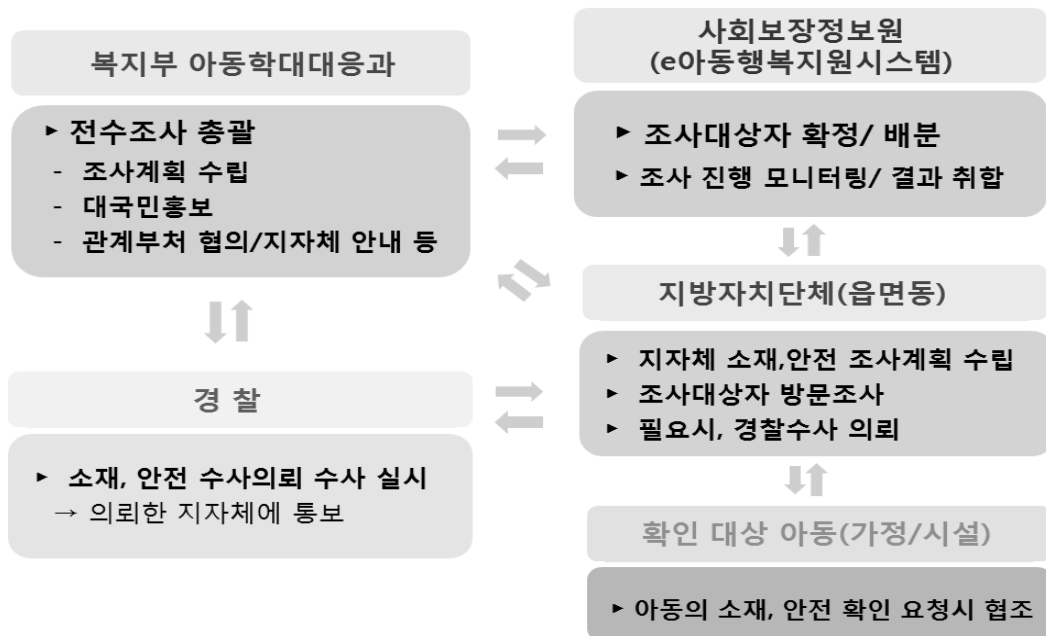 복지부 아동학대대응과
▸ 전수조사 총괄
- 조사계획 수립
- 대국민홍보
- 관계부처 협의/지자체 안내 등
사회보장정보원
(e아동행복지원시스템)
▸ 조사대상자 확정/ 배분
▸ 조사 진행 모니터링/ 결과 취합
지방자치단체(읍면동)
▸ 지자체 소재,안전 조사계획 수립
▸ 조사대상자 방문조사
▸ 필요시, 경찰수사 의뢰
경 찰
▸ 소재, 안전 수사의뢰 수사 실시
→ 의뢰한 지자체에 통보
확인 대상 아동(가정/시설)
▸ 아동의 소재, 안전 확인 요청시 협조